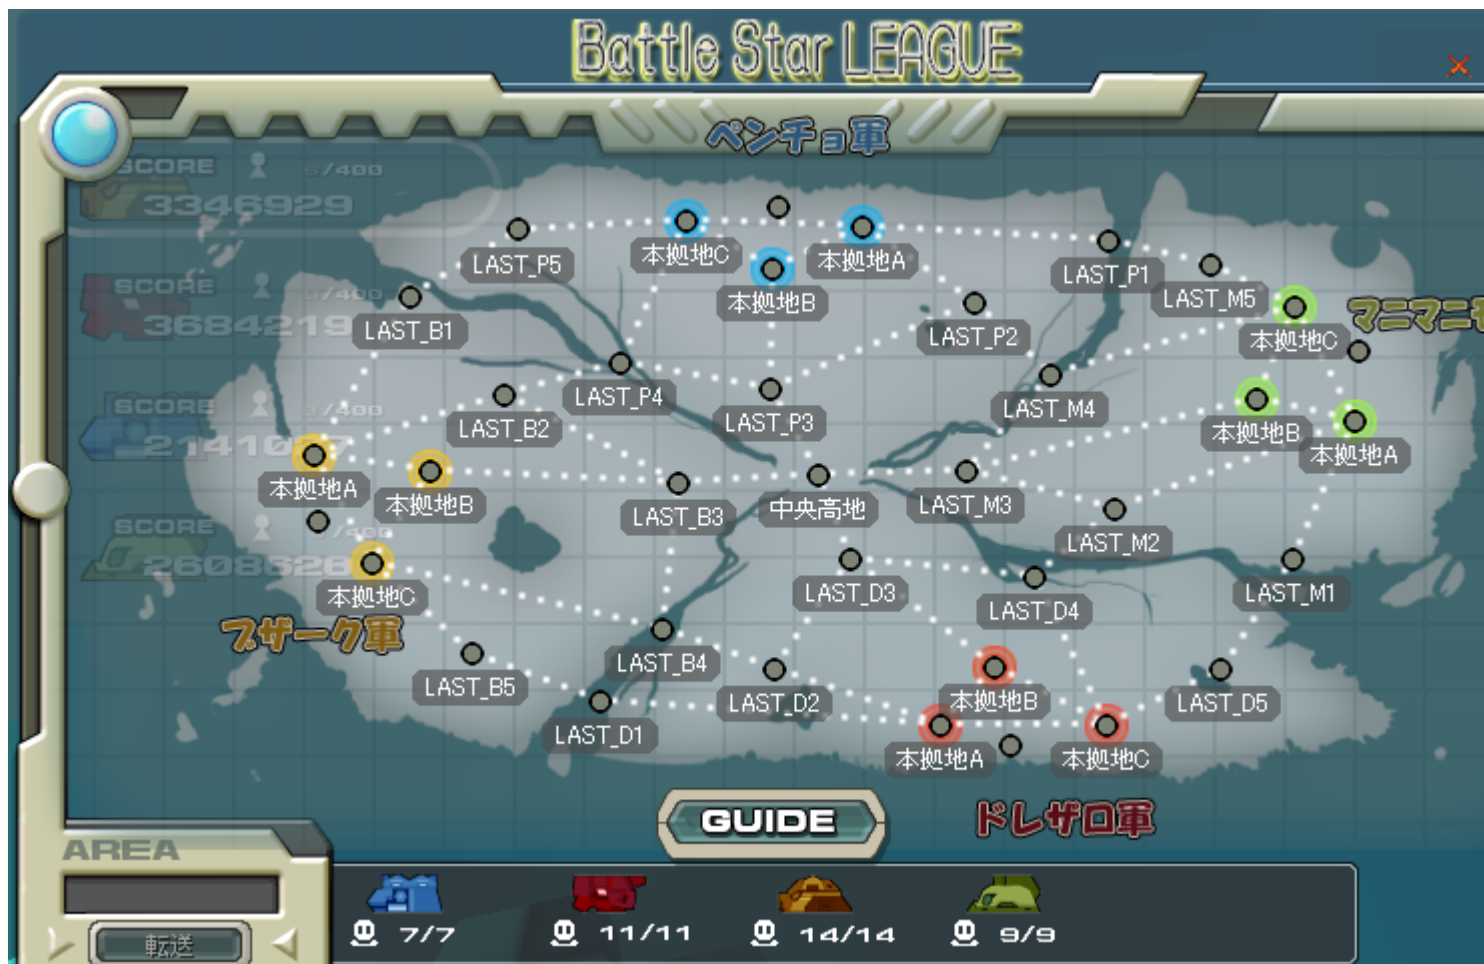 Battle Star LEAGUE
ペンチョ軍
SCORE 6/400
3346929
SCORE
3684219
SCORE
SCORE
本拠地C
本拠地A
LAST_P5
本拠地B
LAST_P1
LAST_M5
LAST_B1
LAST_P2
本拠地C
LAST_P4
LAST_M4
LAST_B2
LAST_P3
本拠地B
本拠地A
本拠地A
本拠地B
LAST_B3
中央高地
LAST_M3
LAST_M2
本拠地C
LAST_D3
LAST_D4
LAST_M1
ブザーク軍
LAST_B4
LAST_B5
LAST_D2
本拠地B
LAST_D5
LAST_D1
本拠地A
本拠地C
GUIDE
ドレザロ軍
AREA
転送
7/7
11/11
14/14
9/9